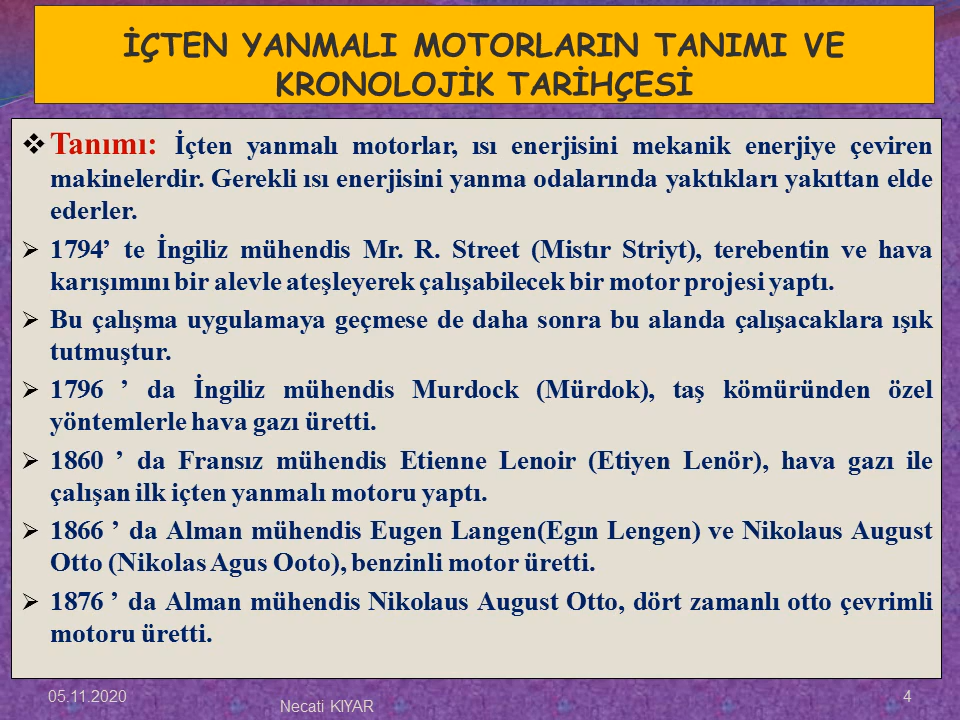 İÇTEN YANMALI MOTORLARIN TANIMI VE
KRONOLOJİK TARİHÇESİ
❖ Tanımı: İçten yanmalı motorlar, ısı enerjisini mekanik enerjiye çeviren
makinelerdir. Gerekli ısı enerjisini yanma odalarında yaktıkları yakıttan elde
ederler.
➢ 1794’ te İngiliz mühendis Mr. R. Street (Mistır Striyt), terebentin ve hava
karışımını bir alevle ateşleyerek çalışabilecek bir motor projesi yaptı.
➢ Bu çalışma uygulamaya geçmese de daha sonra bu alanda çalışacaklara ışık
tutmuştur.
➢ 1796 ’ da İngiliz mühendis Murdock (Mürdok), taş kömüründen özel
yöntemlerle hava gazı üretti.
➢ 1860 ’ da Fransız mühendis Etienne Lenoir (Etiyen Lenör), hava gazı ile
çalışan ilk içten yanmalı motoru yaptı.
➢ 1866 ’ da Alman mühendis Eugen Langen(Egın Lengen) ve Nikolaus August
Otto (Nikolas Agus Ooto), benzinli motor üretti.
➢ 1876 ’ da Alman mühendis Nikolaus August Otto, dört zamanlı otto çevrimli
motoru üretti.
05.11.2020
Necati KIYAR
4